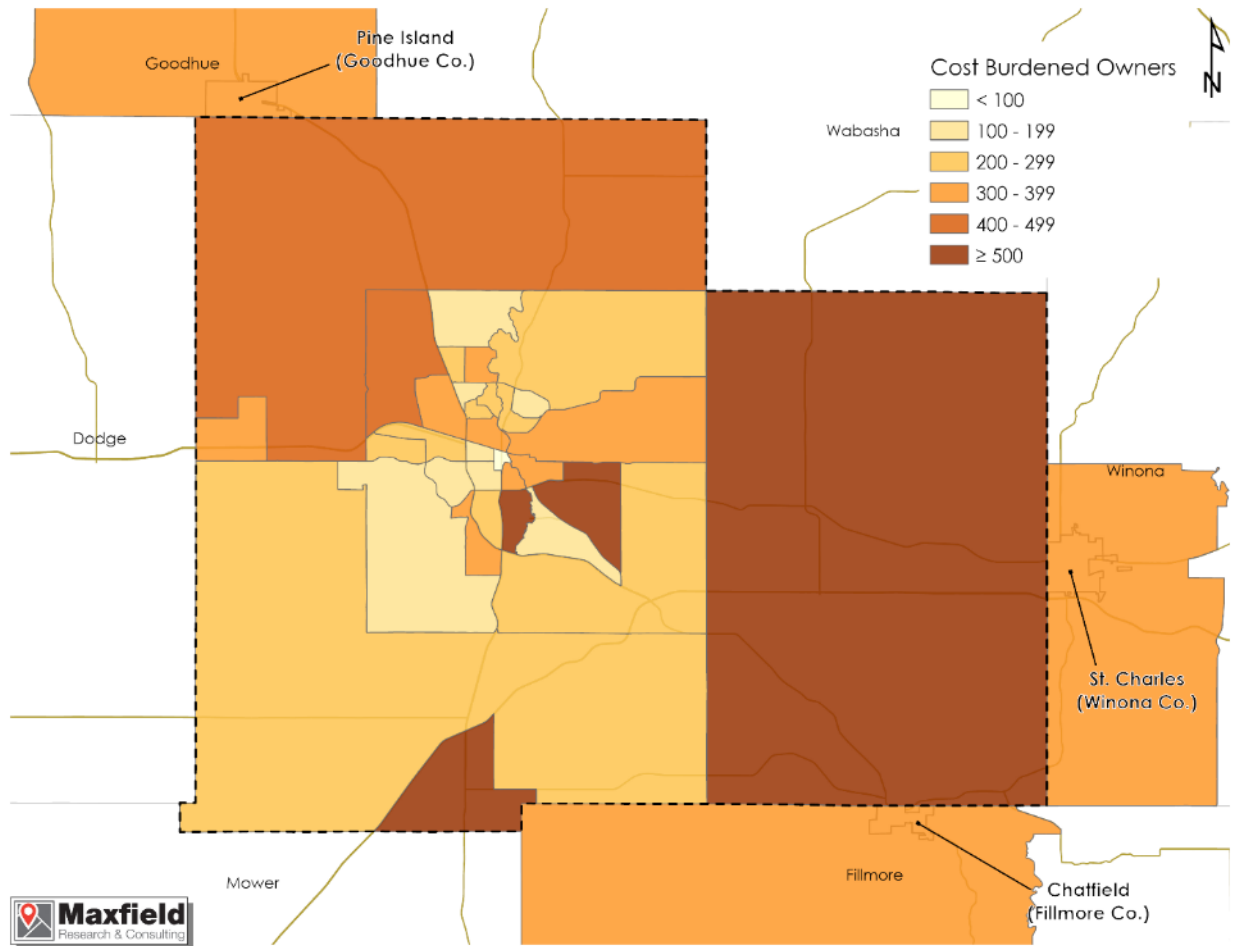 Pine Island
(Goodhue Co.)
Goodhue
N
Cost Burdened Owners
< 100
100 - 199
200 - 299
300 - 399
400 - 499
≥ 500
Wabasha
Dodge
Winona
St. Charles
(Winona Co.)
Mower
Fillmore
Chatfield
(Fillmore Co.)
Maxfield
Research & Consulting